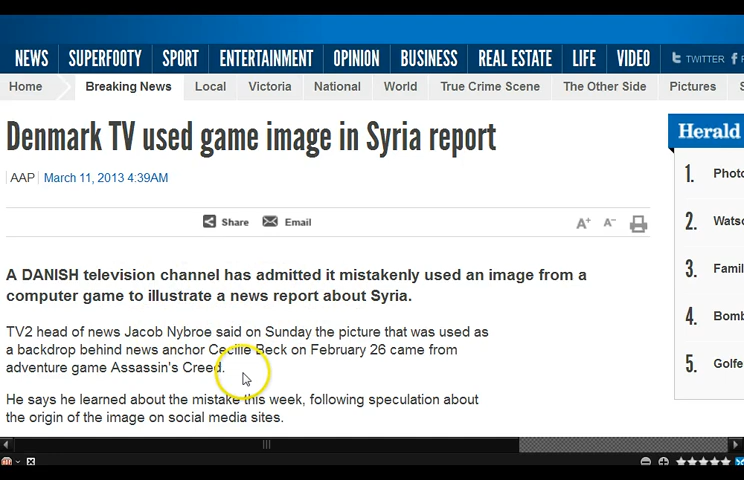 NEWS SUPERFOOTY SPORT ENTERTAINMENT OPINION BUSINESS REAL ESTATE LIFE VIDEO TWITTER
Home Breaking News Local Victoria National World True Crime Scene The Other Side Pictures
Denmark TV used game image in Syria report
AAP March 11, 2013 4:39AM
Share Email A+ A-
A DANISH television channel has admitted it mistakenly used an image from a
computer game to illustrate a news report about Syria.
TV2 head of news Jacob Nybroe said on Sunday the picture that was used as
a backdrop behind news anchor Cecilie Beck on February 26 came from
adventure game Assassin's Creed.
He says he learned about the mistake this week, following speculation about
the origin of the image on social media sites.
Herald
1. Photo
2. Watso
3. Famil
4. Bomb
5. Golfe